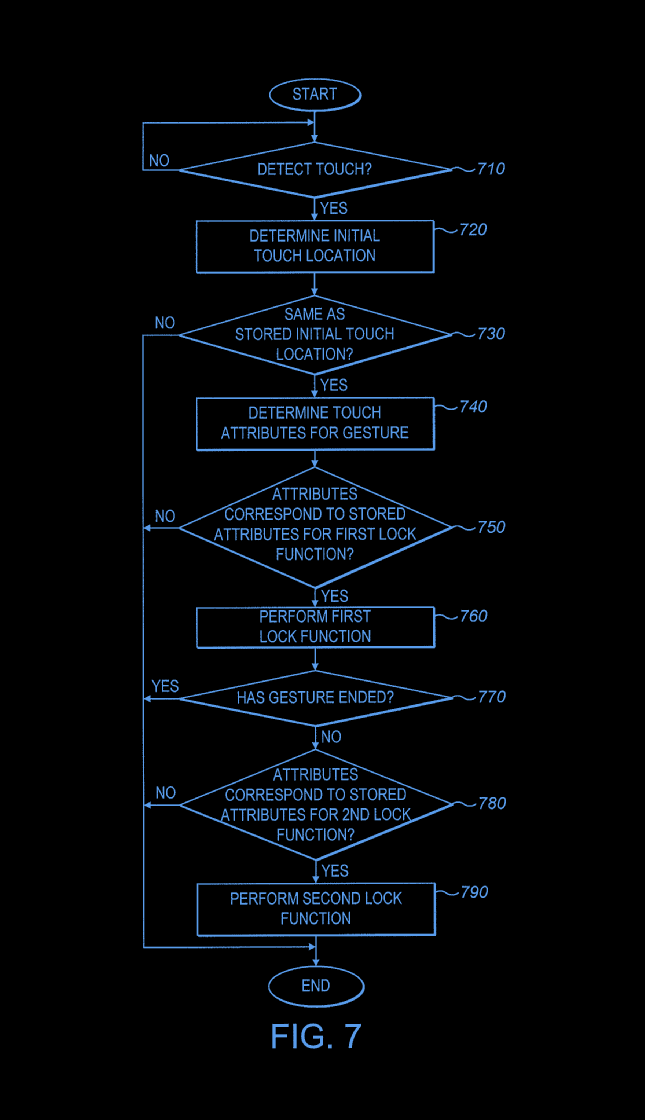 START
NO
DETECT TOUCH?
710
YES
DETERMINE INITIAL
TOUCH LOCATION
720
NO
SAME AS
STORED INITIAL TOUCH
LOCATION?
730
YES
DETERMINE TOUCH
ATTRIBUTES FOR GESTURE
740
NO
ATTRIBUTES
CORRESPOND TO STORED
ATTRIBUTES FOR FIRST LOCK
FUNCTION?
750
YES
PERFORM FIRST
LOCK FUNCTION
760
YES
HAS GESTURE ENDED?
770
NO
NO
ATTRIBUTES
CORRESPOND TO STORED
ATTRIBUTES FOR 2ND LOCK
FUNCTION?
780
YES
PERFORM SECOND LOCK
FUNCTION
790
END
FIG. 7